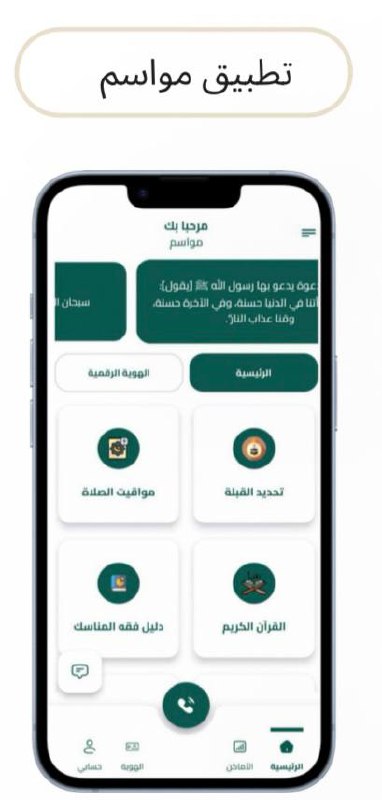 تطبيق مواسم
مرحبا بك
مواسم
دعوة يدعو بها رسول الله ﷺ [يقول]:
آتنا في الدنيا حسنة، وفي الآخرة حسنة،
وقنا عذاب النار".
سبحان ا
الرئيسية
الهوية الرقمية
تحديد القبلة
مواقيت الصلاة
القرآن الكريم
دليل فقه المناسك
الرئيسية
الأماكن
الهوية
حسابي